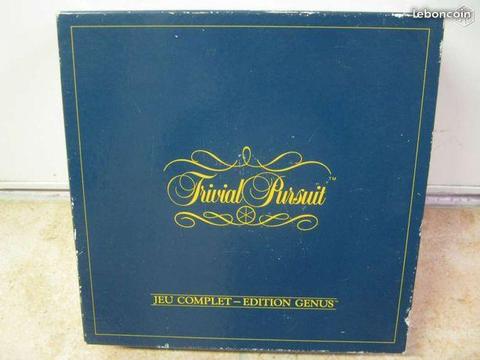 leboncoin
Trivial Pursuit™
JEU COMPLET — EDITION GENUS™